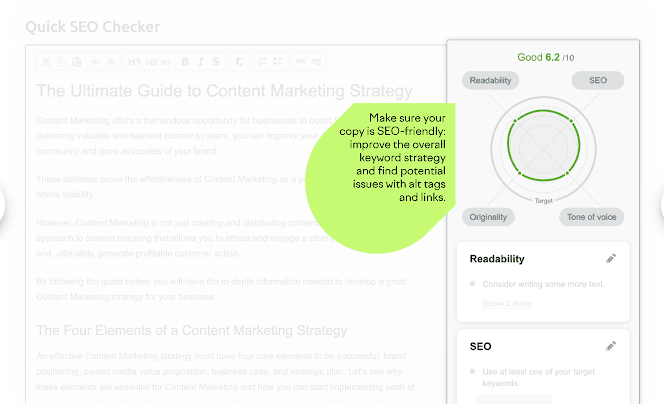 Quick SEO Checker
H1 H2 H3 B I S
The Ultimate Guide to Content Marketing Strategy
Content Marketing offers a tremendous opportunity for businesses to boost
delivering valuable and relevant content to users, you can improve your
community and grow advocates of your brand.
These statistics prove the effectiveness of Content Marketing as a
online visibility:
However, Content Marketing is not just creating and distributing
approach to content mapping that allows you to attract and engage a
and, ultimately, generate profitable customer action.
By following the guide below, you will have the in-depth information needed to develop a great
Content Marketing strategy for your business.
The Four Elements of a Content Marketing Strategy
An effective Content Marketing strategy must have four core elements to be successful: brand
positioning, owned media value proposition, business case, and strategic plan. Let's see why
these elements are essential for Content Marketing and how you can start implementing each of
Make sure your
copy is SEO-friendly:
improve the overall
keyword strategy
and find potential
issues with alt tags
and links.
Good 6.2 /10
Readability
SEO
Target
Originality
Tone of voice
Readability
Consider writing some more text.
Show 2 more
SEO
Use at least one of your target
keywords.